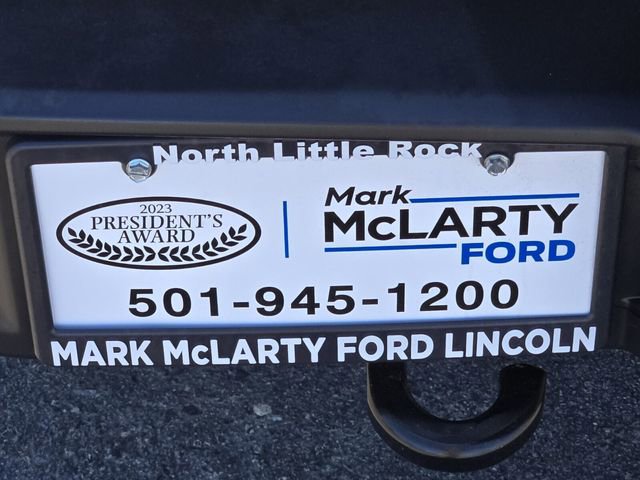 North Little Rock
2023
PRESIDENT'S
AWARD
Mark
McLARTY
FORD
501-945-1200
MARK McLARTY FORD LINCOLN